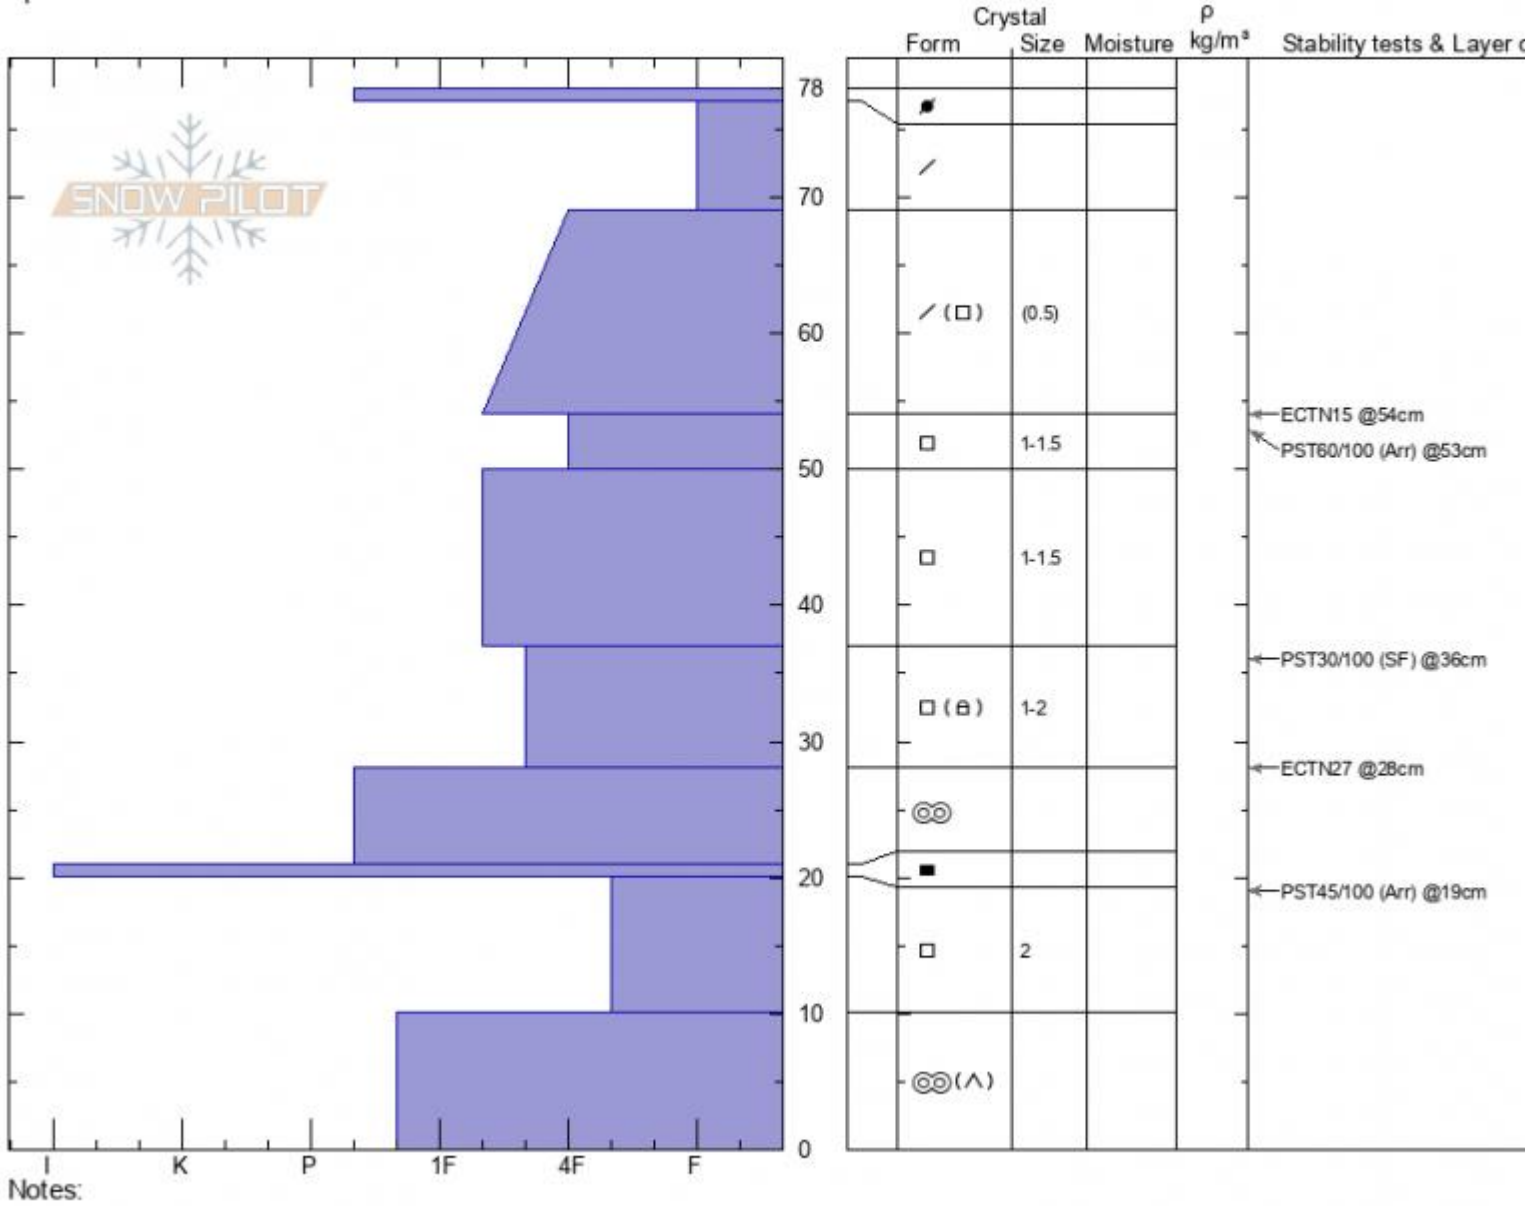 Crystal
ρ
Form Size Moisture kg/m³ Stability tests & Layer
78
SNOW PILOT
70
60 (0.5)
ECTN15 @54cm
1-1.5
PST60/100 (Arr) @53cm
50
1-1.5
40
PST30/100 (SF) @36cm
1-2
30
ECTN27 @28cm
20
PST45/100 (Arr) @19cm
2
10
0
I K P 1F 4F F
Notes: